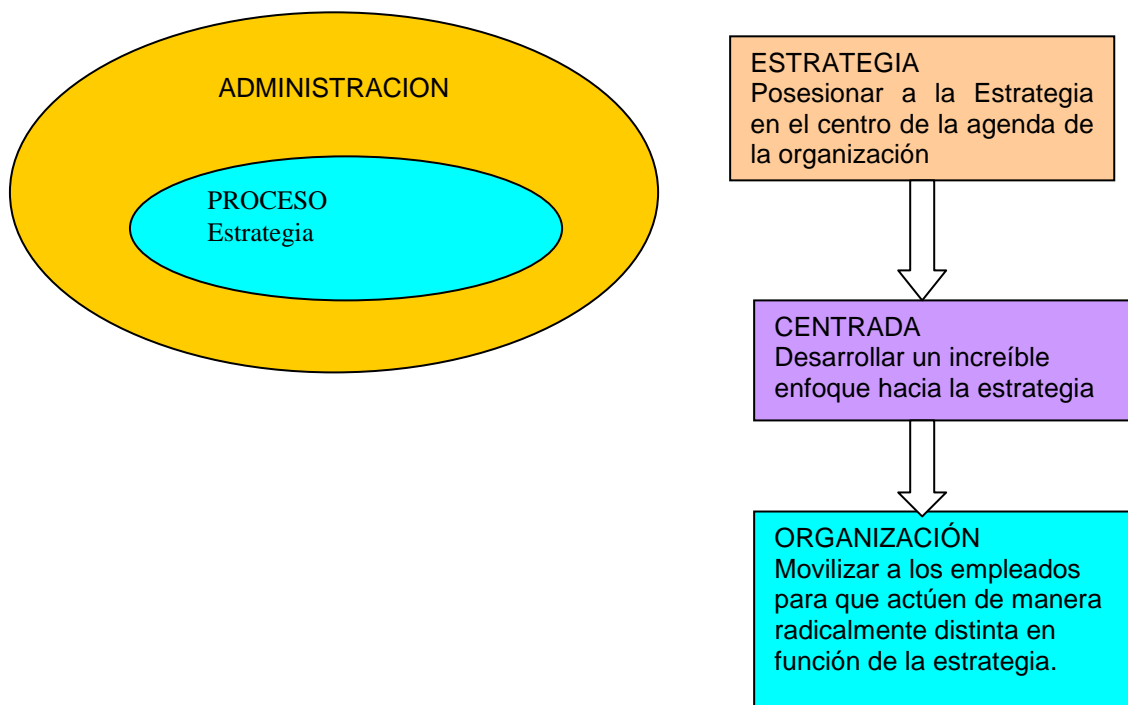 ADMINISTRACION
PROCESO
Estrategia
ESTRATEGIA
Posesionar a la Estrategia
en el centro de la agenda de
la organización
CENTRADA
Desarrollar un increíble
enfoque hacia la estrategia
ORGANIZACIÓN
Movilizar a los empleados
para que actúen de manera
radicalmente distinta en
función de la estrategia.